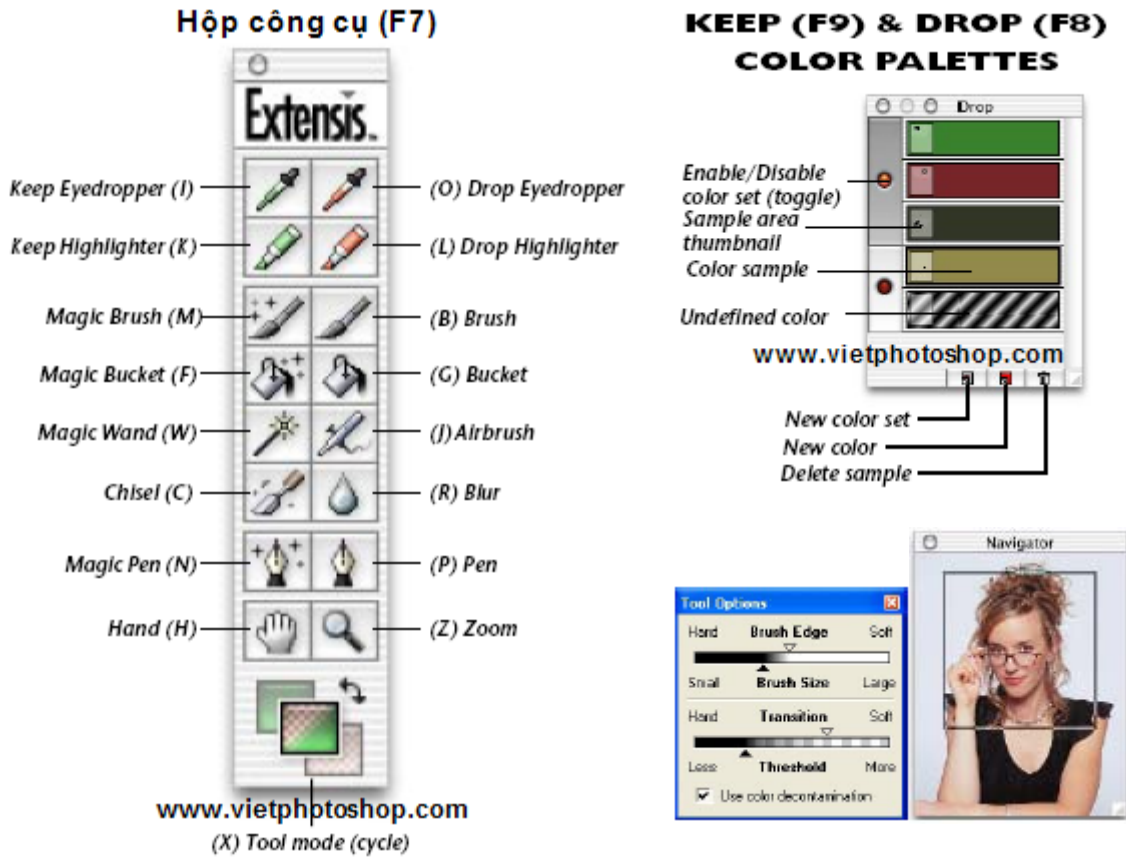 Hộp công cụ (F7)
Extensis
Keep Eyedropper (I)
(O) Drop Eyedropper
Keep Highlighter (K)
(L) Drop Highlighter
Magic Brush (M)
(B) Brush
Magic Bucket (F)
(G) Bucket
Magic Wand (W)
(J) Airbrush
Chisel (C)
(R) Blur
Magic Pen (N)
(P) Pen
Hand (H)
(Z) Zoom
www.vietphotoshop.com
(X) Tool mode (cycle)
KEEP (F9) & DROP (F8)
COLOR PALETTES
Drop
Enable/Disable
color set (toggle)
Sample area
thumbnail
Color sample
Undefined color
www.vietphotoshop.com
New color set
New color
Delete sample
Tool Options
Hard Brush Edge Soft
Small Brush Size Large
Hard Transition Soft
Less Threshold More
Use color decontamination
Navigator